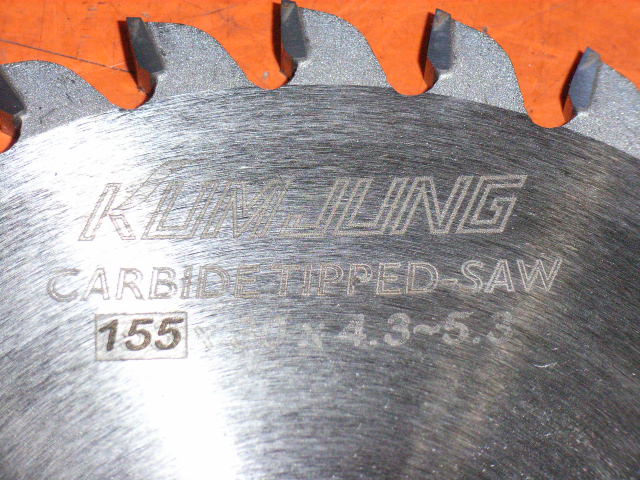 KUMJUNG
CARBIDE TIPPED-SAW
155 x x 4.3~5.3